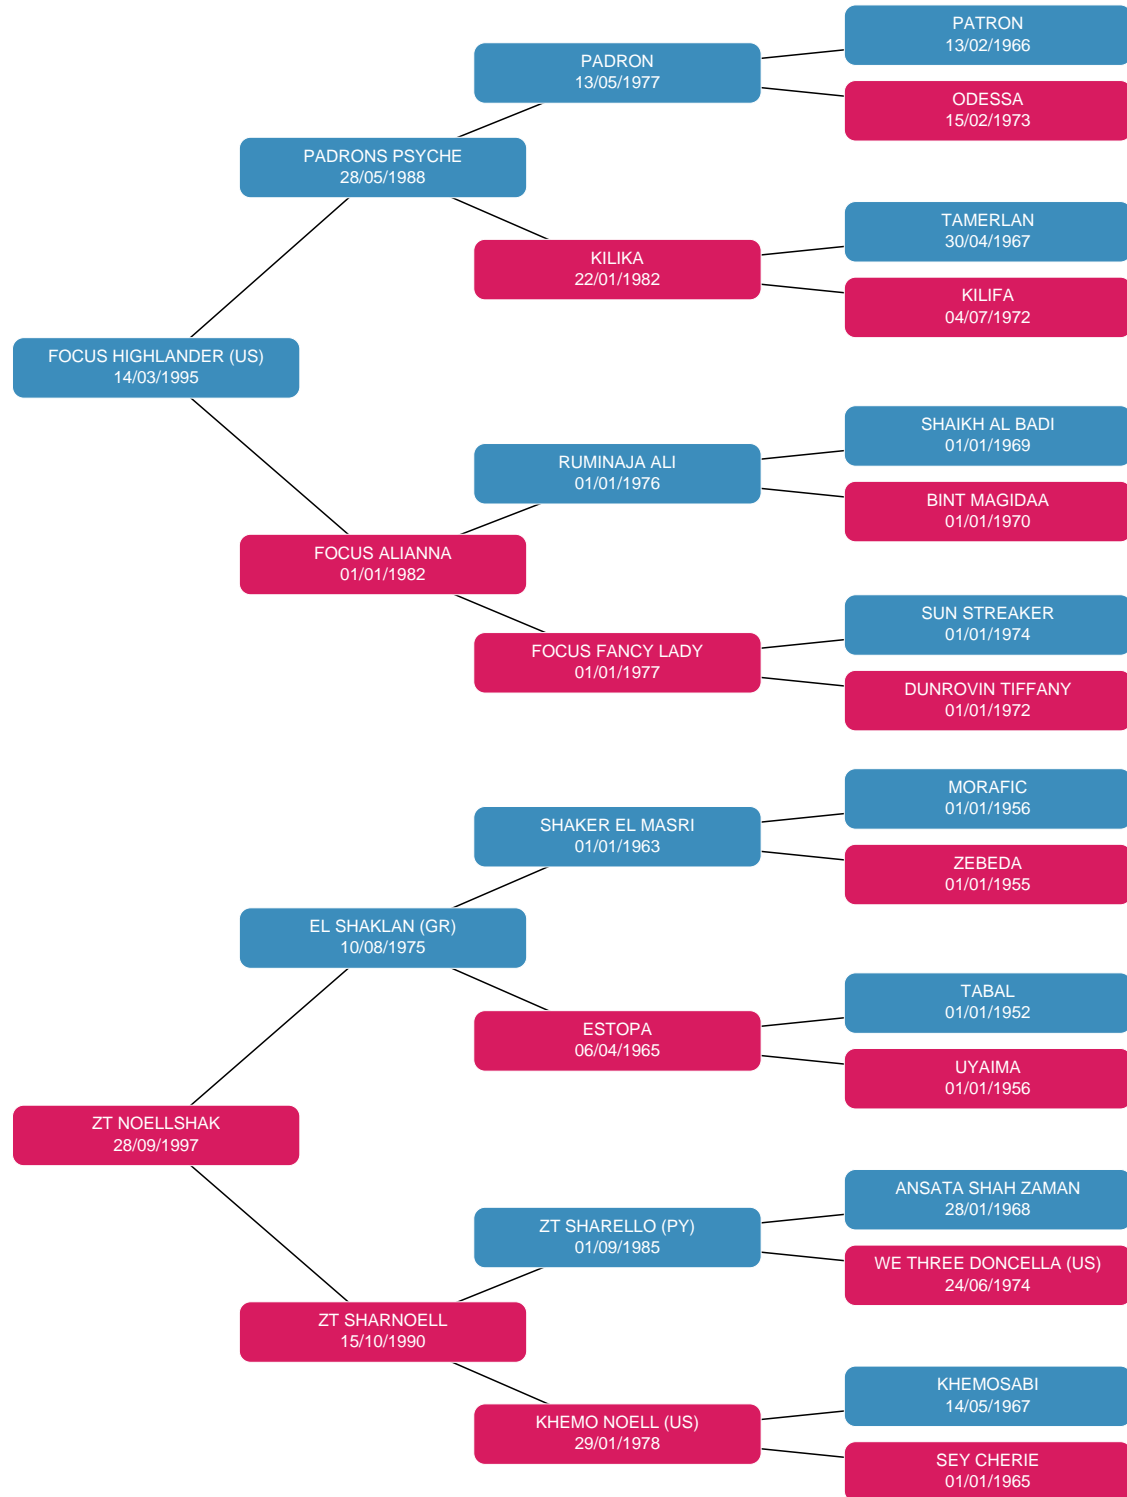 PATRON
13/02/1966
PADRON
13/05/1977
ODESSA
15/02/1973
PADRONS PSYCHE
28/05/1988
TAMERLAN
30/04/1967
KILIKA
22/01/1982
KILIFA
04/07/1972
FOCUS HIGHLANDER (US)
14/03/1995
SHAIKH AL BADI
01/01/1969
RUMINAJA ALI
01/01/1976
BINT MAGIDAA
01/01/1970
FOCUS ALIANNA
01/01/1982
SUN STREAKER
01/01/1974
FOCUS FANCY LADY
01/01/1977
DUNROVIN TIFFANY
01/01/1972
MORAFIC
01/01/1956
SHAKER EL MASRI
01/01/1963
ZEBEDA
01/01/1955
EL SHAKLAN (GR)
10/08/1975
TABAL
01/01/1952
ESTOPA
06/04/1965
UYAIMA
01/01/1956
ZT NOELLSHAK
28/09/1997
ANSATA SHAH ZAMAN
28/01/1968
ZT SHARELLO (PY)
01/09/1985
WE THREE DONCELLA (US)
24/06/1974
ZT SHARNOELL
15/10/1990
KHEMOSABI
14/05/1967
KHEMO NOELL (US)
29/01/1978
SEY CHERIE
01/01/1965